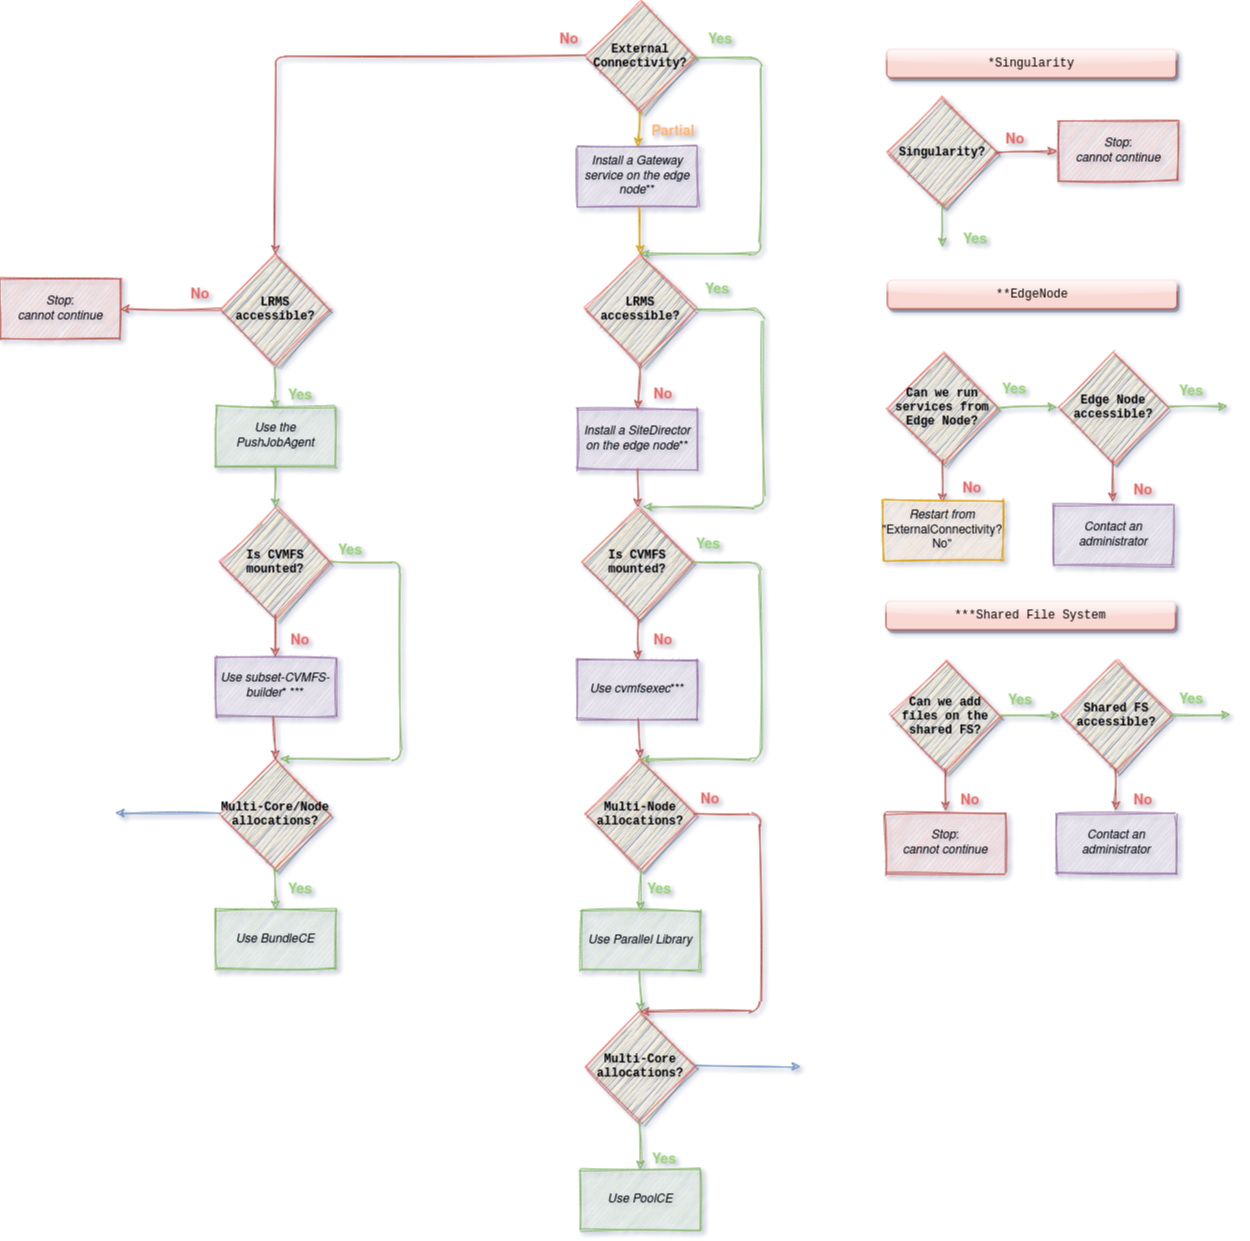 External
Connectivity?
No
Yes
Partial
Install a Gateway
service on the edge
node**
LRMS
accessible?
No
Stop:
cannot continue
Yes
Use the
PushJobAgent
Is CVMFS
mounted?
Yes
No
Use subset-CVMFS-
builder* ***
Multi-Core/Node
allocations?
Yes
Use BundleCE
LRMS
accessible?
Yes
No
Install a SiteDirector
on the edge node**
Is CVMFS
mounted?
Yes
No
Use cvmfsexec***
Multi-Node
allocations?
No
Yes
Use Parallel Library
Multi-Core
allocations?
Yes
Use PoolCE
*Singularity
Singularity?
No
Stop:
cannot continue
Yes
**EdgeNode
Can we run
services from
Edge Node?
Yes
Edge Node
accessible?
Yes
No
Restart from
"ExternalConnectivity?
No"
No
Contact an
administrator
***Shared File System
Can we add
files on the
shared FS?
Yes
Shared FS
accessible?
Yes
No
Stop:
cannot continue
No
Contact an
administrator